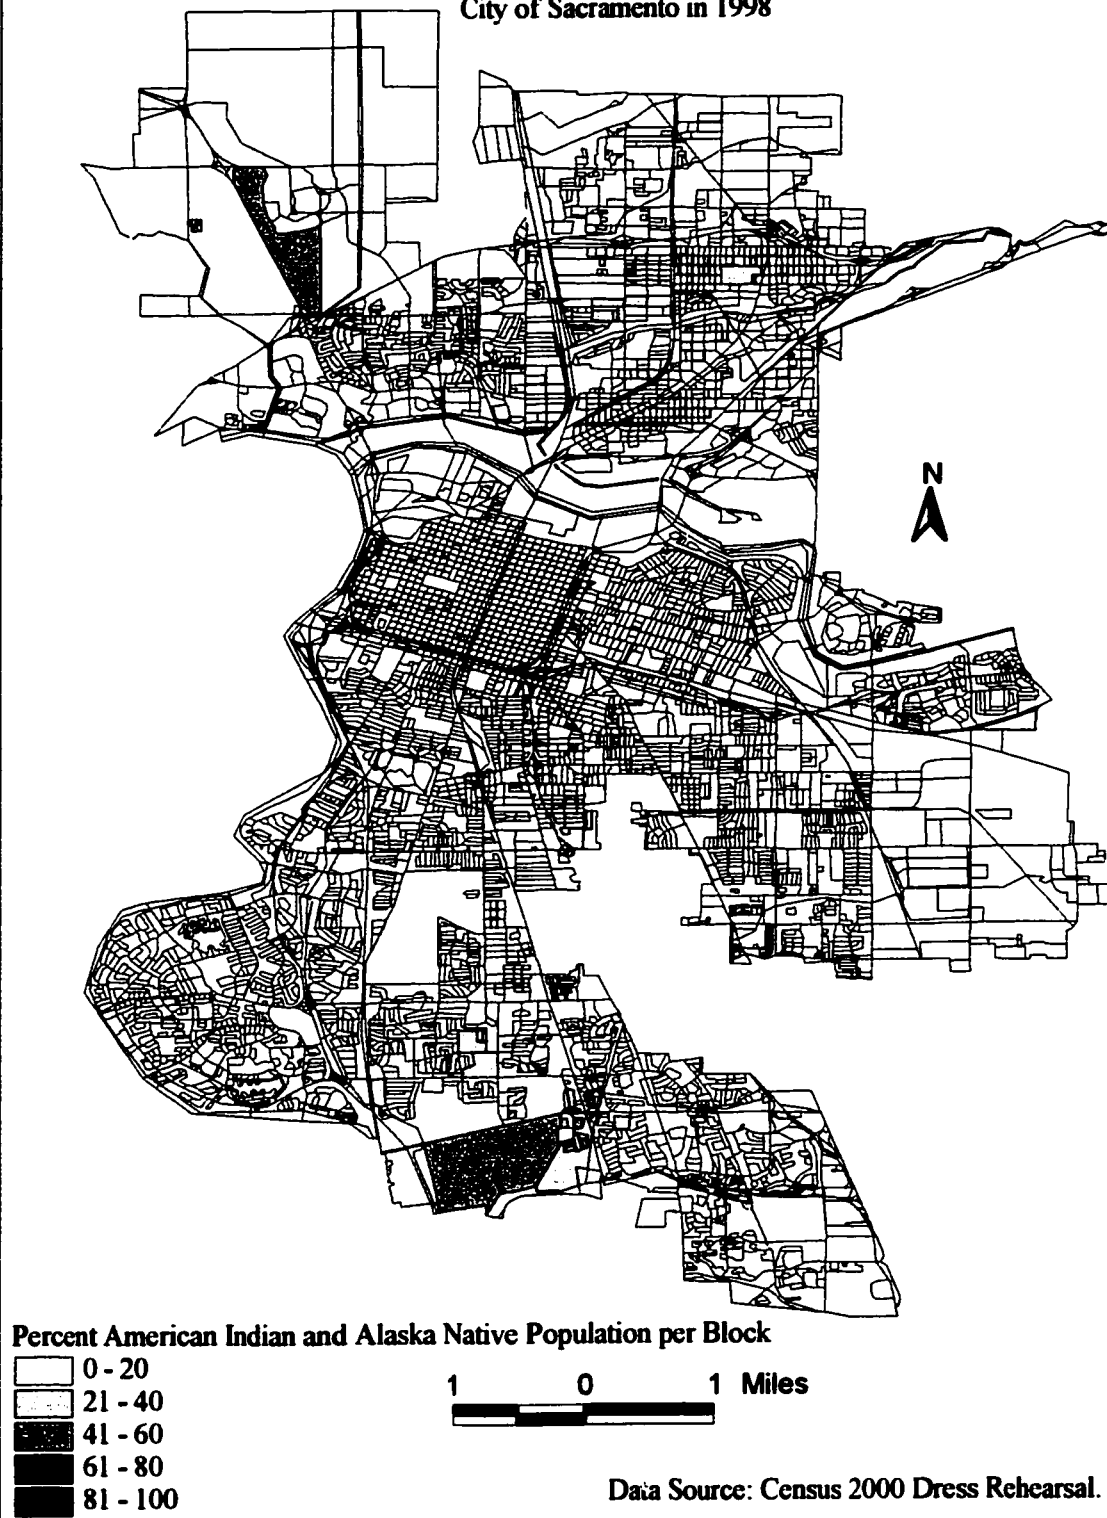 City of Sacramento in 1998
N
Percent American Indian and Alaska Native Population per Block
0 - 20
21 - 40
41 - 60
61 - 80
81 - 100
1 0 1 Miles
Data Source: Census 2000 Dress Rehearsal.